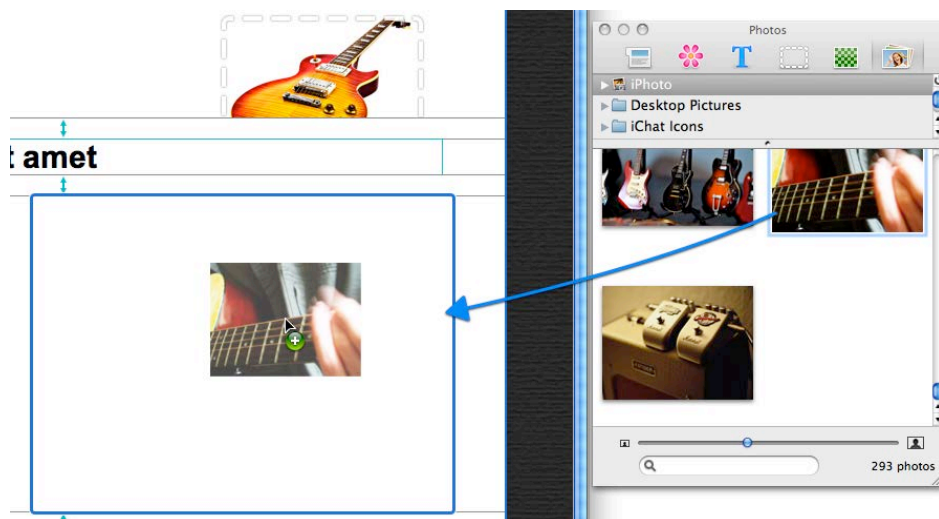 t amet
Photos
T
iPhoto
Desktop Pictures
iChat Icons
293 photos